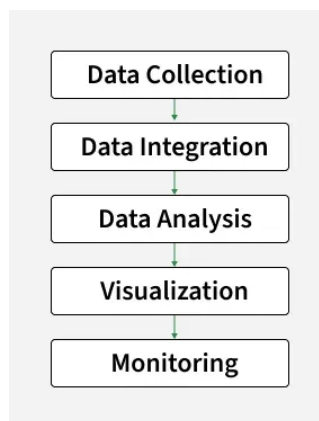 Data Collection
Data Integration
Data Analysis
Visualization
Monitoring